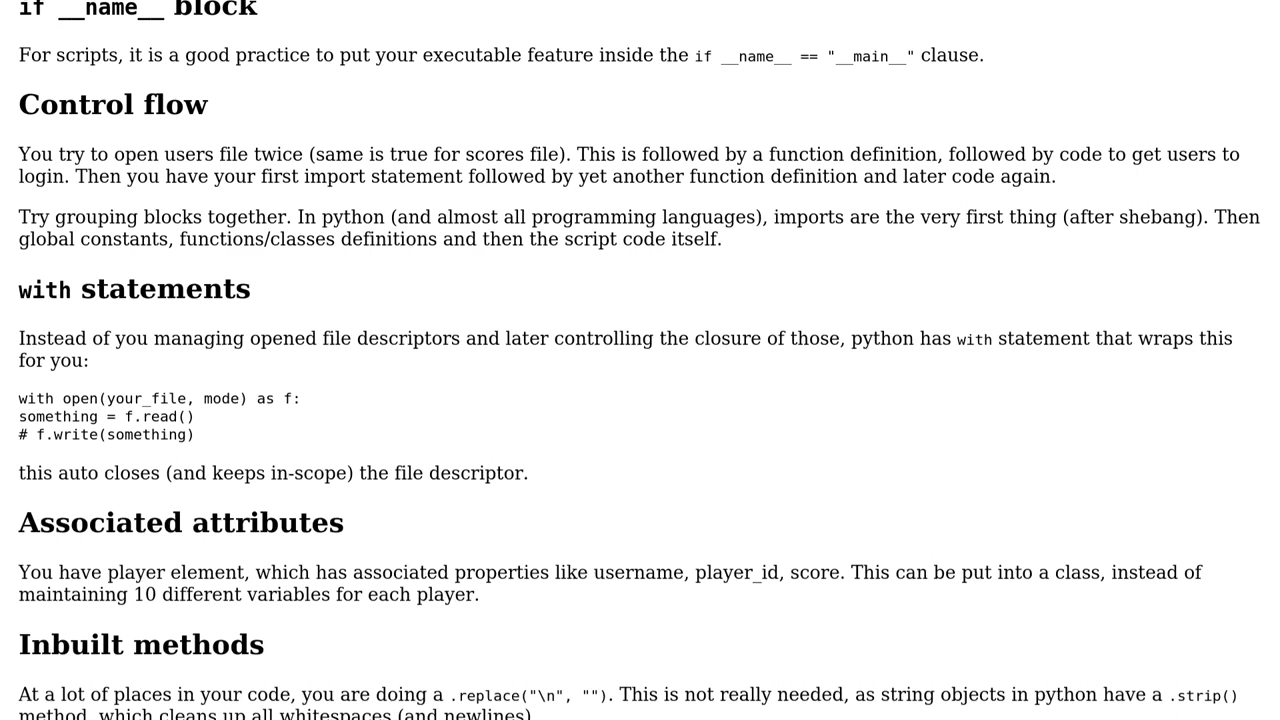 if __name__ block
For scripts, it is a good practice to put your executable feature inside the if __name__ == "__main__" clause.
Control flow
You try to open users file twice (same is true for scores file). This is followed by a function definition, followed by code to get users to
login. Then you have your first import statement followed by yet another function definition and later code again.
Try grouping blocks together. In python (and almost all programming languages), imports are the very first thing (after shebang). Then
global constants, functions/classes definitions and then the script code itself.
with statements
Instead of you managing opened file descriptors and later controlling the closure of those, python has with statement that wraps this
for you:
with open(your_file, mode) as f:
something = f.read()
# f.write(something)
this auto closes (and keeps in-scope) the file descriptor.
Associated attributes
You have player element, which has associated properties like username, player_id, score. This can be put into a class, instead of
maintaining 10 different variables for each player.
Inbuilt methods
At a lot of places in your code, you are doing a .replace("\n", ""). This is not really needed, as string objects in python have a .strip()
method, which cleans up all whitespaces (and newlines)